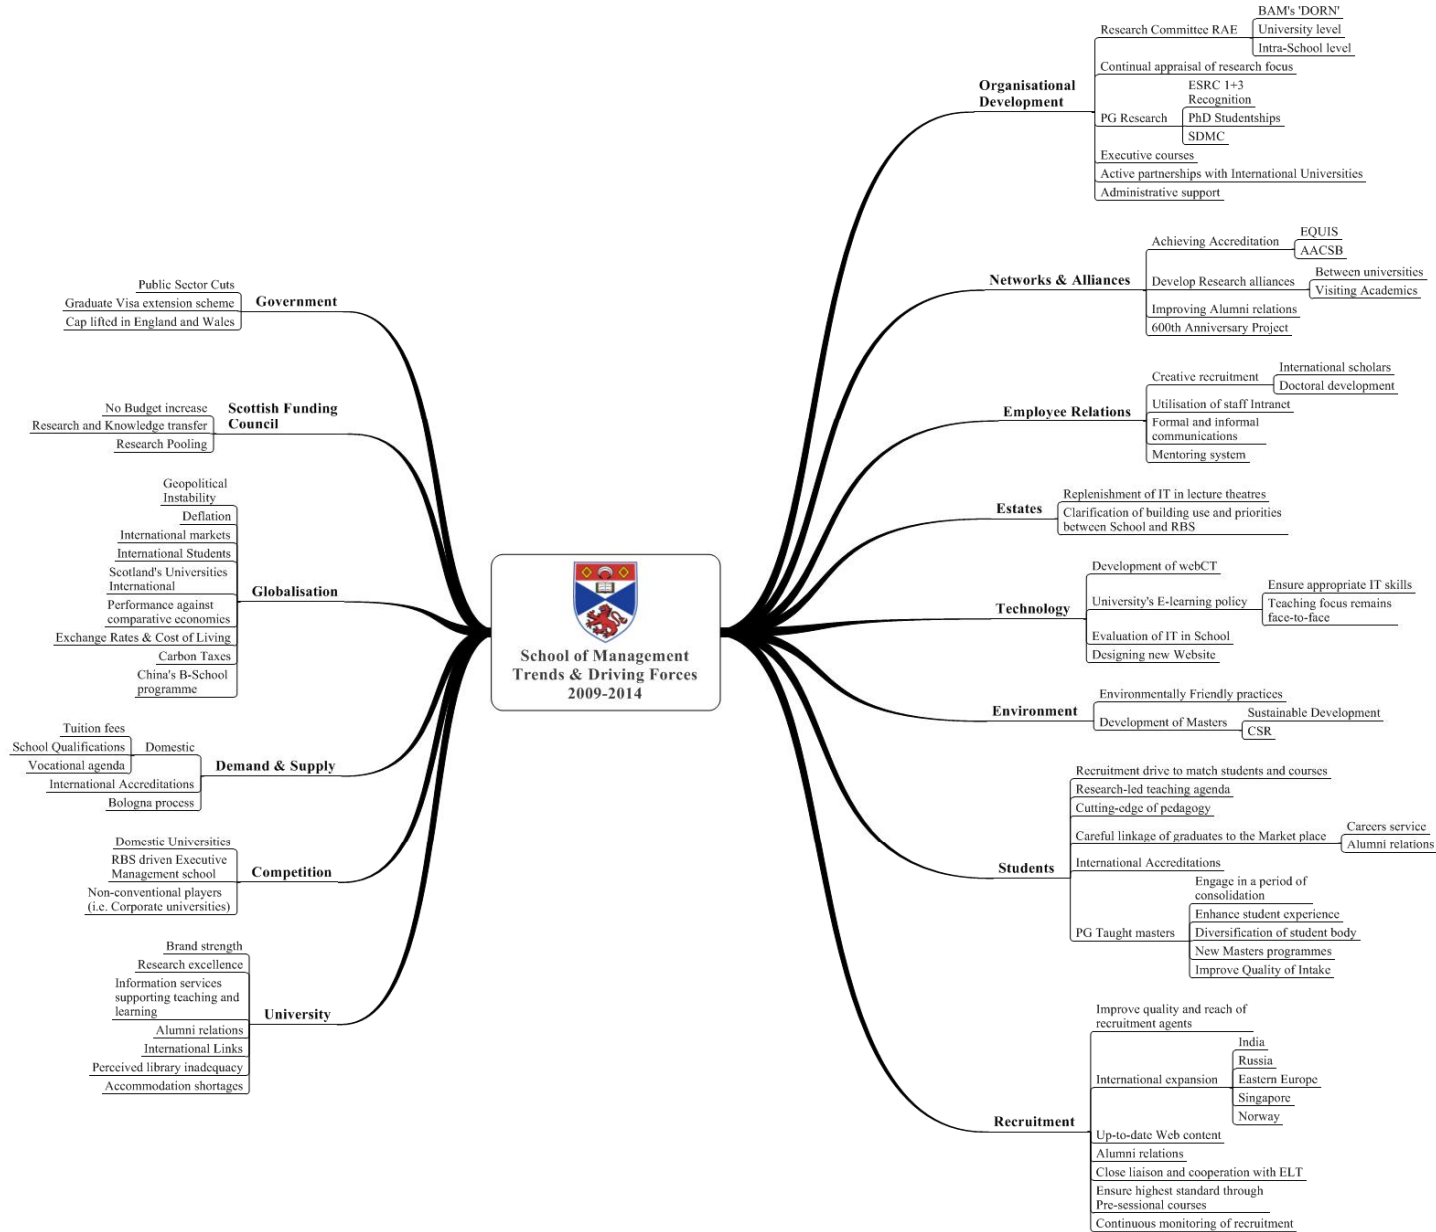 School of Management
Trends & Driving Forces
2009-2014
Government
Public Sector Cuts
Graduate Visa extension scheme
Cap lifted in England and Wales
Scottish Funding
Council
No Budget increase
Research and Knowledge transfer
Research Pooling
Globalisation
Geopolitical
Instability
Deflation
International markets
International Students
Scotland's Universities
International
Performance against
comparative economics
Exchange Rates & Cost of Living
Carbon Taxes
China's B-School
programme
Demand & Supply
Domestic
Tuition fees
School Qualifications
Vocational agenda
International Accreditations
Bologna process
Competition
Domestic Universities
RBS driven Executive
Management school
Non-conventional players
(i.e. Corporate universities)
University
Brand strength
Research excellence
Information services
supporting teaching and
learning
Alumni relations
International Links
Perceived library inadequacy
Accommodation shortages
Organisational
Development
Research Committee RAE
BAM's 'DORN'
University level
Intra-School level
Continual appraisal of research focus
PG Research
ESRC 1+3
Recognition
PhD Studentships
SDMC
Executive courses
Active partnerships with International Universities
Administrative support
Networks & Alliances
Achieving Accreditation
EQUIS
AACSB
Develop Research alliances
Between universities
Visiting Academics
Improving Alumni relations
600th Anniversary Project
Employee Relations
Creative recruitment
International scholars
Doctoral development
Utilisation of staff Intranet
Formal and informal
communications
Mentoring system
Estates
Replenishment of IT in lecture theatres
Clarification of building use and priorities
between School and RBS
Technology
Development of webCT
University's E-learning policy
Ensure appropriate IT skills
Teaching focus remains
face-to-face
Evaluation of IT in School
Designing new Website
Environment
Environmentally Friendly practices
Development of Masters
Sustainable Development
CSR
Students
Recruitment drive to match students and courses
Research-led teaching agenda
Cutting-edge of pedagogy
Careful linkage of graduates to the Market place
Careers service
Alumni relations
International Accreditations
PG Taught masters
Engage in a period of
consolidation
Enhance student experience
Diversification of student body
New Masters programmes
Improve Quality of Intake
Recruitment
Improve quality and reach of
recruitment agents
International expansion
India
Russia
Eastern Europe
Singapore
Norway
Up-to-date Web content
Alumni relations
Close liaison and cooperation with ELT
Ensure highest standard through
Pre-sessional courses
Continuous monitoring of recruitment